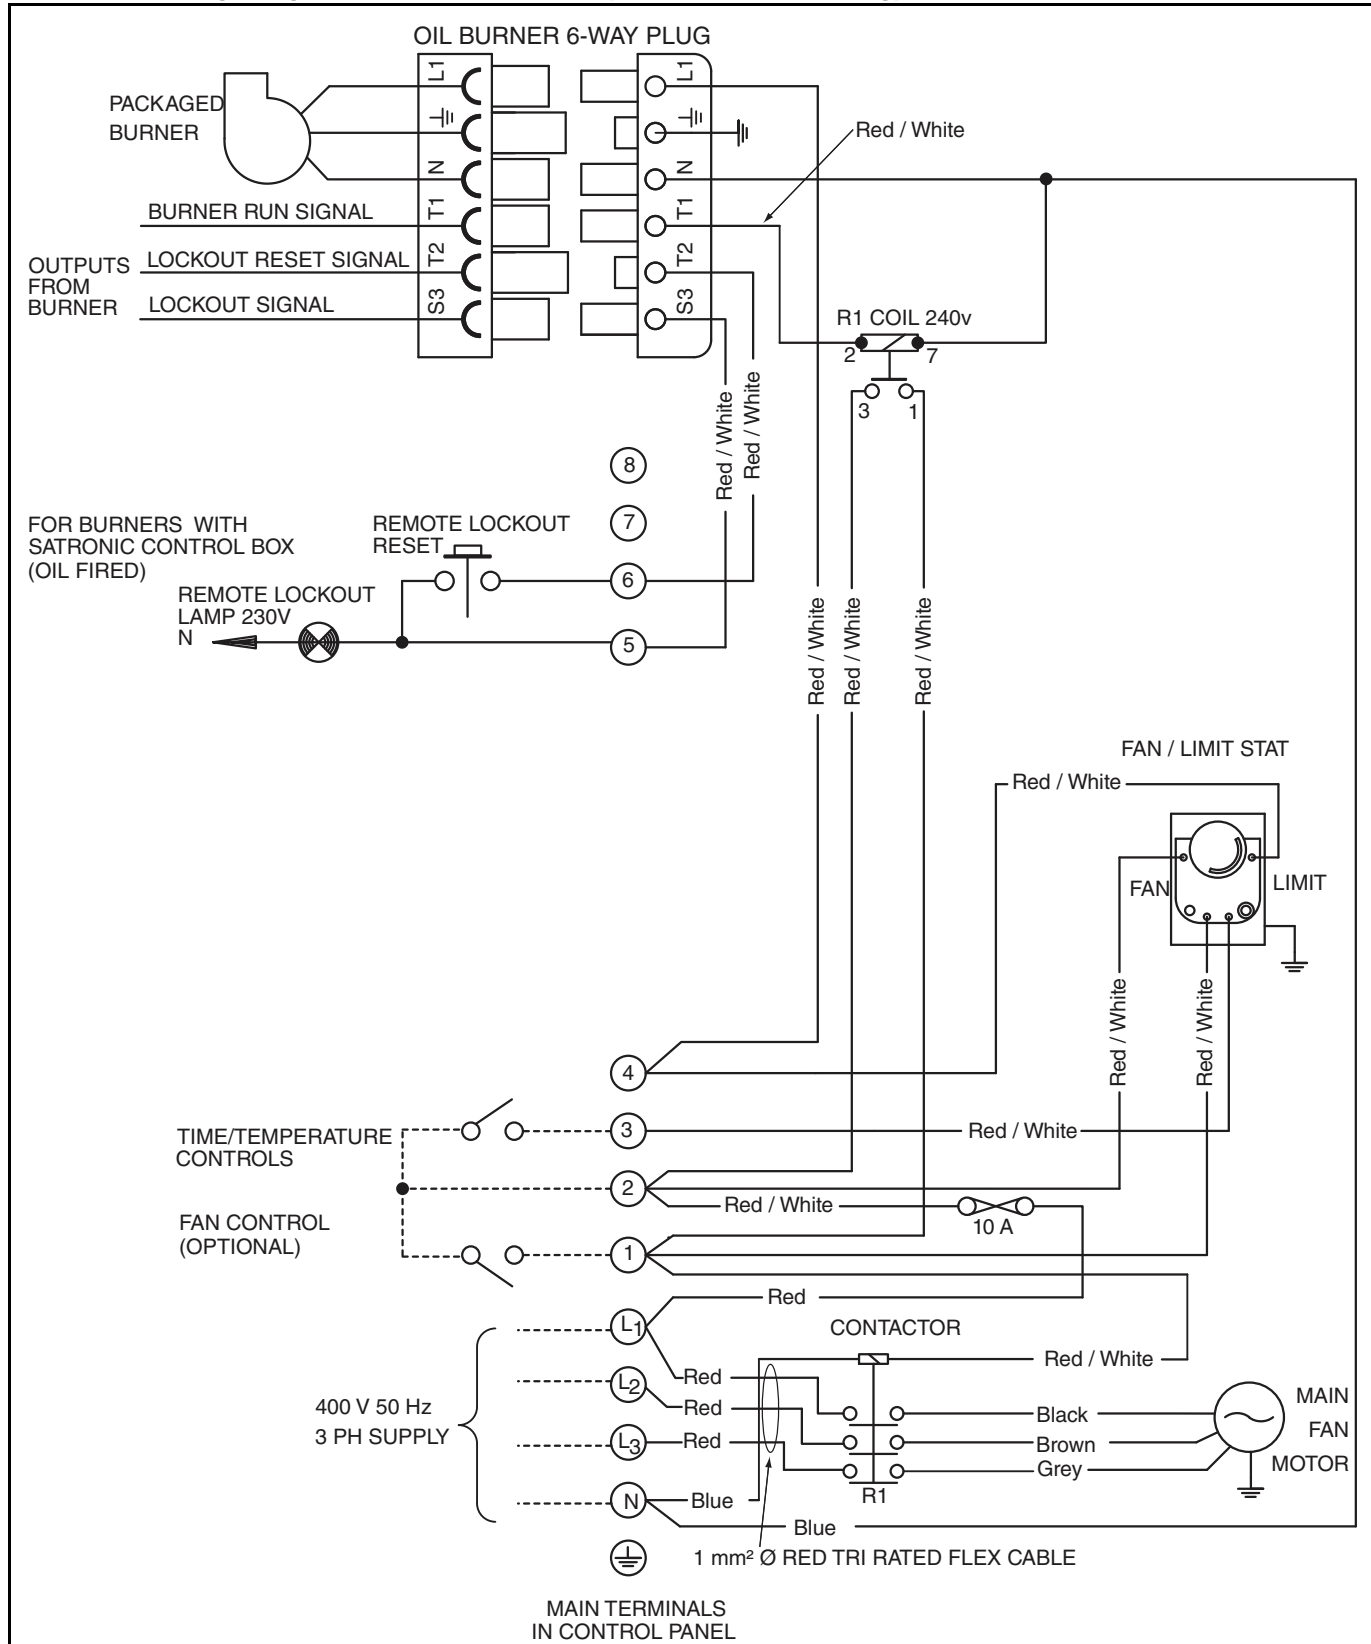 OIL BURNER 6-WAY PLUG
PACKAGED
BURNER
L1
N
T1
T2
S3
L1
N
T1
T2
S3
Red / White
BURNER RUN SIGNAL
LOCKOUT RESET SIGNAL
LOCKOUT SIGNAL
OUTPUTS
FROM
BURNER
R1 COIL 240v
2
7
3
1
Red / White
Red / White
8
7
6
5
FOR BURNERS WITH
SATRONIC CONTROL BOX
(OIL FIRED)
REMOTE LOCKOUT
RESET
REMOTE LOCKOUT
LAMP 230V
N
Red / White
Red / White
Red / White
FAN / LIMIT STAT
Red / White
FAN
LIMIT
Red / White
Red / White
4
TIME/TEMPERATURE
CONTROLS
3
Red / White
2
Red / White
10 A
FAN CONTROL
(OPTIONAL)
1
L1
Red
CONTACTOR
Red / White
L2
Red
Red
L3
Red
400 V 50 Hz
3 PH SUPPLY
Black
Brown
Grey
MAIN
FAN
MOTOR
R1
N
Blue
Blue
1 mm² Ø RED TRI RATED FLEX CABLE
MAIN TERMINALS
IN CONTROL PANEL